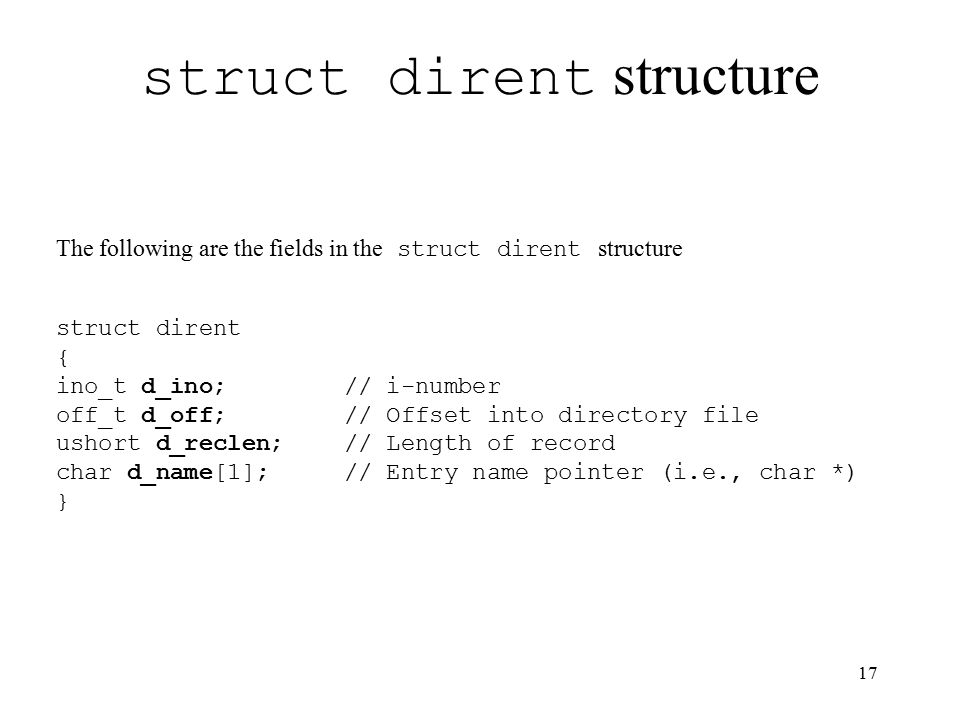 struct dirent structure
The following are the fields in the struct dirent structure
struct dirent
{
ino_t d_ino; // i-number
off_t d_off; // Offset into directory file
ushort d_reclen; // Length of record
char d_name[1]; // Entry name pointer (i.e., char *)
}
17